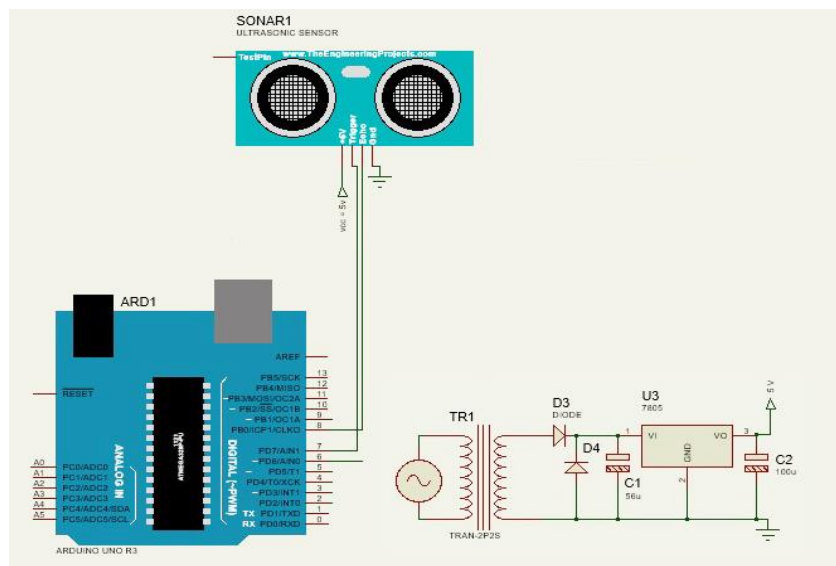 SONAR1
ULTRASONIC SENSOR
TestPin
www.TheEngineeringProjects.com
+5V
Trigger
Echo
Gnd
vcc = 5v
ARD1
AREF
RESET
PB5/SCK 13
PB4/MISO 12
~PB3/MOSI/OC2A 11
~PB2/SS/OC1B 10
~PB1/OC1A 9
PB0/ICP1/CLKO 8
PD7/AIN1 7
~PD6/AIN0 6
~PD5/T1 5
PD4/T0/XCK 4
~PD3/INT1 3
PD2/INT0 2
TX PD1/TXD 1
RX PD0/RXD 0
DIGITAL (~PWM)
ANALOG IN
A0 PC0/ADC0
A1 PC1/ADC1
A2 PC2/ADC2
A3 PC3/ADC3
A4 PC4/ADC4/SDA
A5 PC5/ADC5/SCL
ARDUINO UNO R3
TR1
TRAN-2P2S
D3
DIODE
D4
C1
56u
U3
7805
1 VI
VO 3
GND
2
5 V
C2
100u